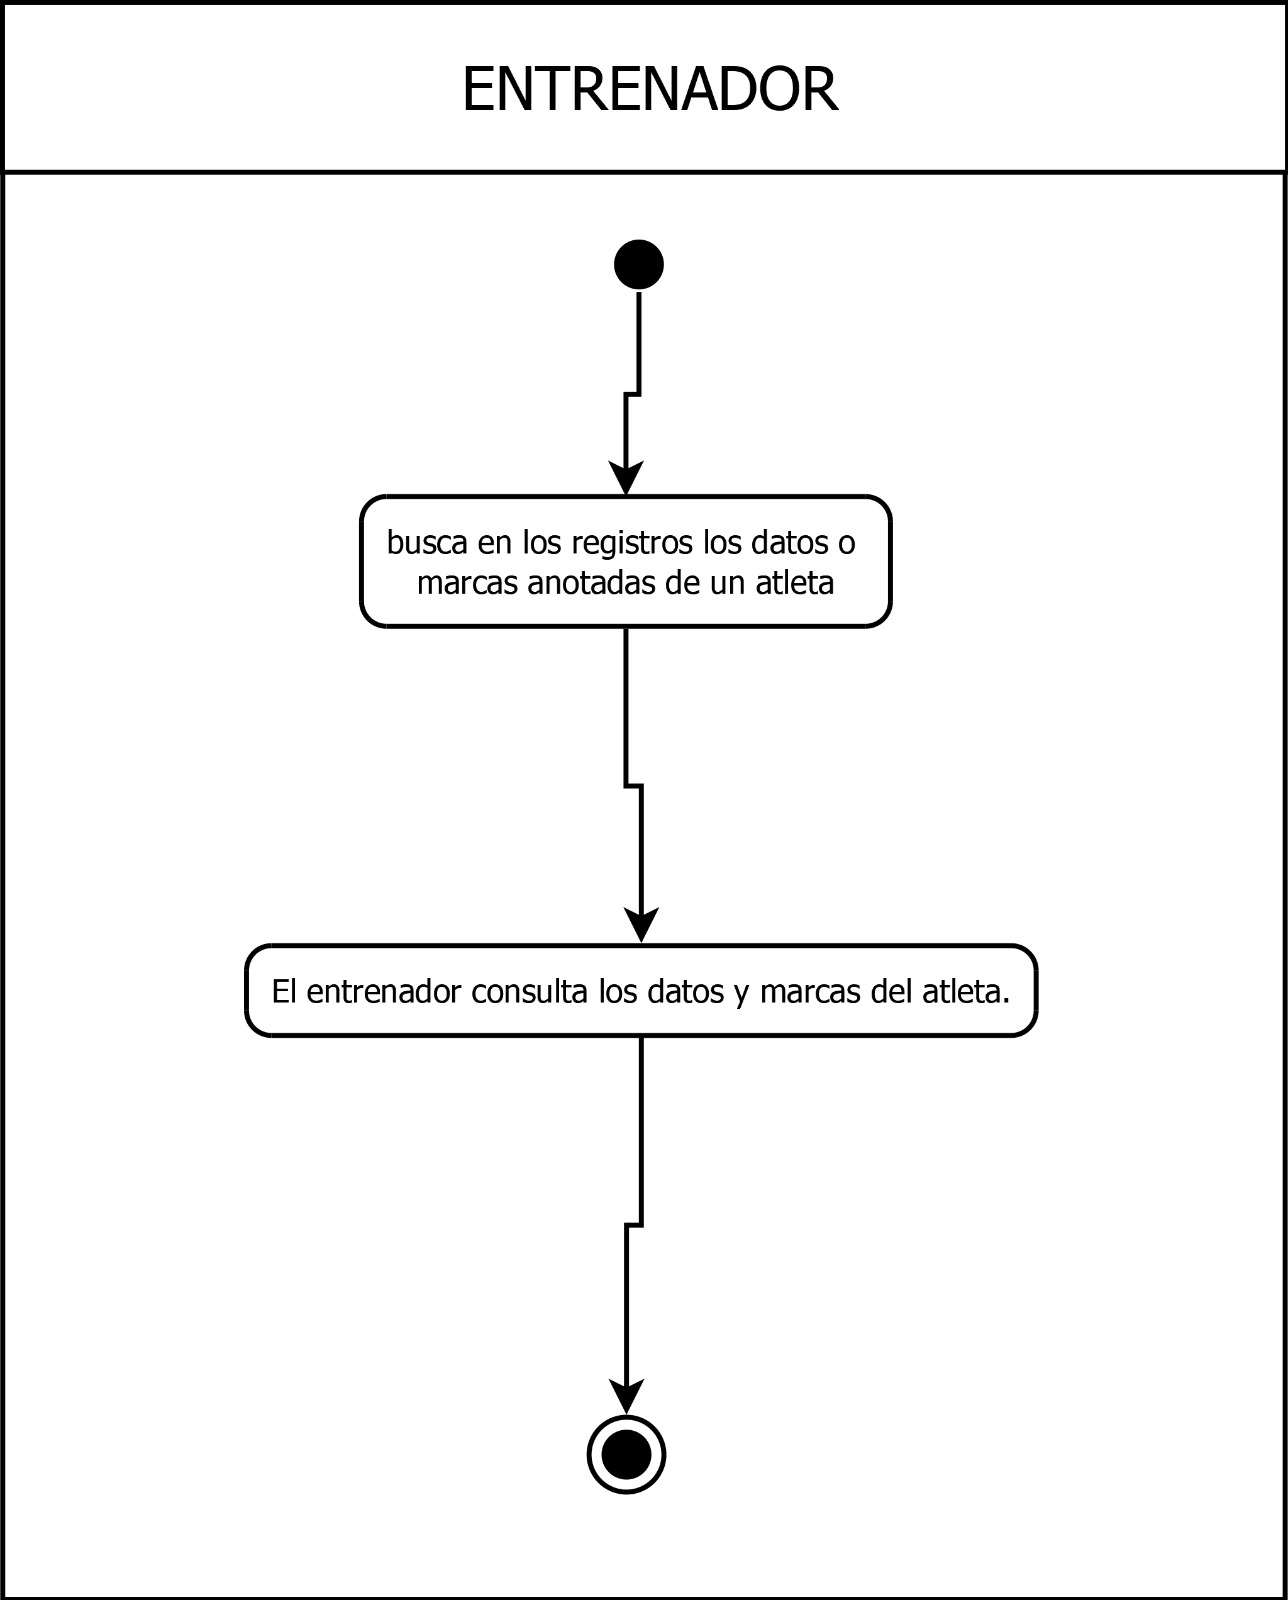 ENTRENADOR
busca en los registros los datos o
marcas anotadas de un atleta
El entrenador consulta los datos y marcas del atleta.